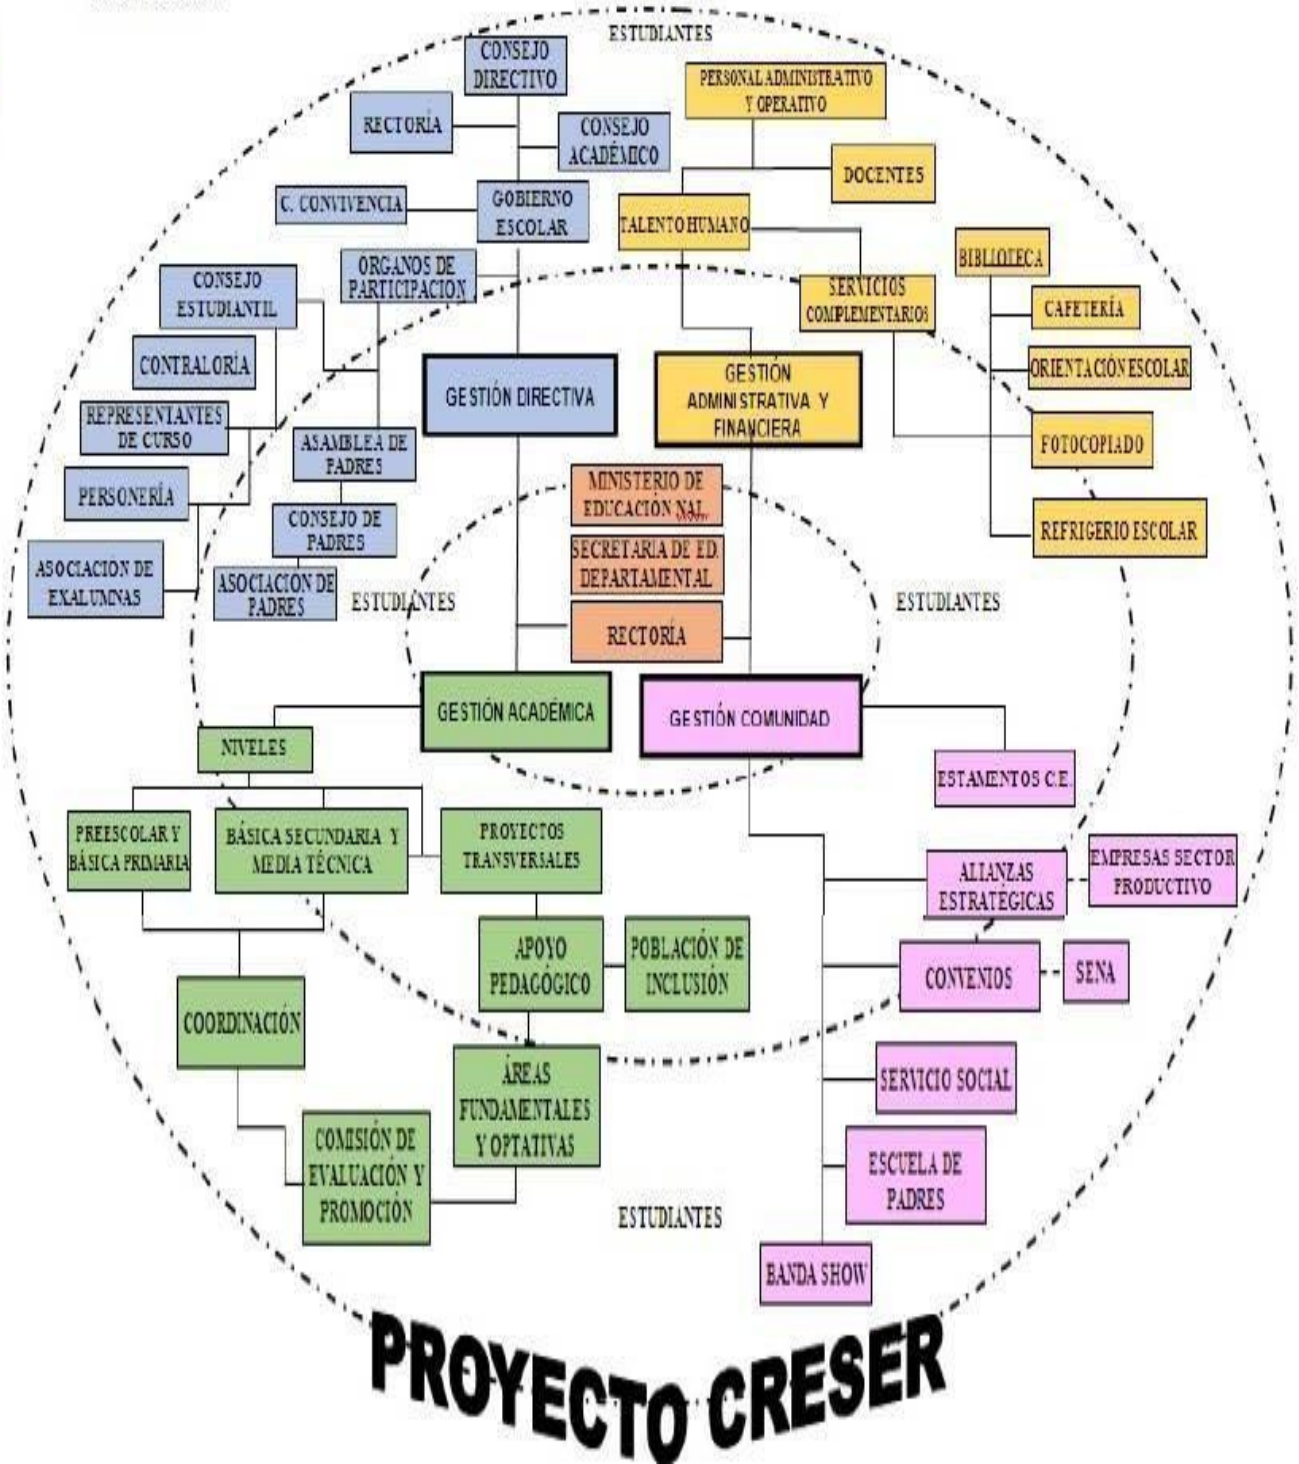 ESTUDIANTES
CONSEJO
DIRECTIVO
RECTORÍA
CONSEJO
ACADÉMICO
C. CONVIVENCIA
GOBIERNO
ESCOLAR
ORGANOS DE
PARTICIPACION
CONSEJO
ESTUDIANTIL
CONTRALORÍA
REPRESENTANTES
DE CURSO
PERSONERÍA
ASOCIACIÓN DE
EXALUMNAS
ASAMBLEA DE
PADRES
CONSEJO DE
PADRES
ASOCIACION DE
PADRES
GESTIÓN DIRECTIVA
PERSONAL ADMINISTRATIVO
Y OPERATIVO
DOCENTES
TALENTO HUMANO
SERVICIOS
COMPLEMENTARIOS
BIBLIOTECA
CAFETERÍA
ORIENTACIÓN ESCOLAR
FOTOCOPIADO
REFRIGERIO ESCOLAR
GESTIÓN
ADMINISTRATIVA Y
FINANCIERA
MINISTERIO DE
EDUCACIÓN NAL.
SECRETARIA DE ED.
DEPARTAMENTAL
RECTORÍA
ESTUDIANTES
ESTUDIANTES
GESTIÓN ACADÉMICA
GESTIÓN COMUNIDAD
NIVELES
PREESCOLAR Y
BÁSICA PRIMARIA
BÁSICA SECUNDARIA Y
MEDIA TÉCNICA
PROYECTOS
TRANSVERSALES
APOYO
PEDAGÓGICO
POBLACIÓN DE
INCLUSIÓN
COORDINACIÓN
ÁREAS
FUNDAMENTALES
Y OPTATIVAS
COMISIÓN DE
EVALUACIÓN Y
PROMOCIÓN
ESTAMENTOS C.E.
ALIANZAS
ESTRATÉGICAS
EMPRESAS SECTOR
PRODUCTIVO
CONVENIOS
SENA
SERVICIO SOCIAL
ESCUELA DE
PADRES
BANDA SHOW
ESTUDIANTES
PROYECTO CRESER